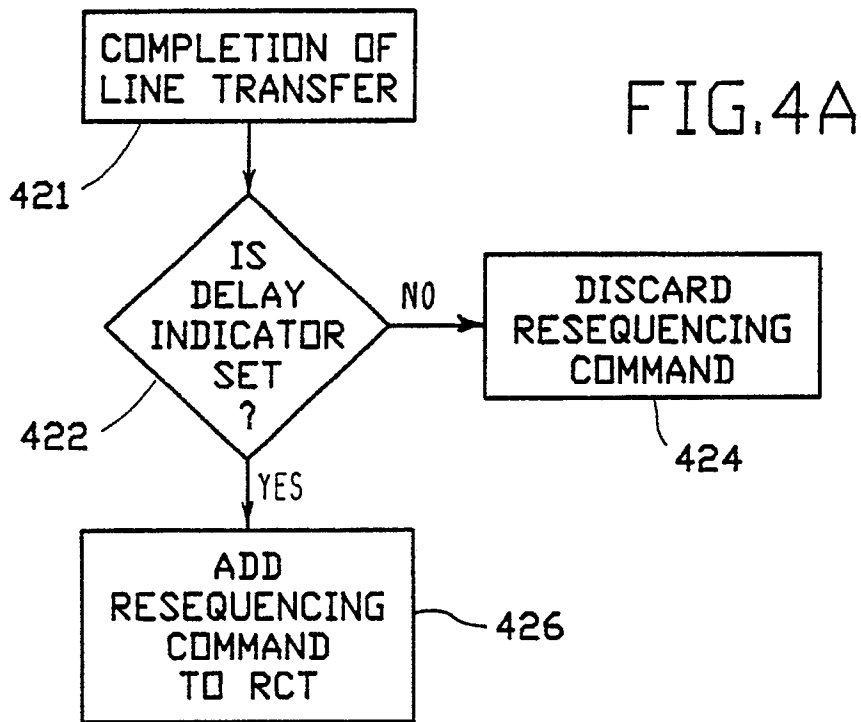 COMPLETION OF
LINE TRANSFER
FIG.4A
421
IS
DELAY
INDICATOR
SET
?
NO
DISCARD
RESEQUENCING
COMMAND
422
424
YES
ADD
RESEQUENCING
COMMAND
TO RCT
426